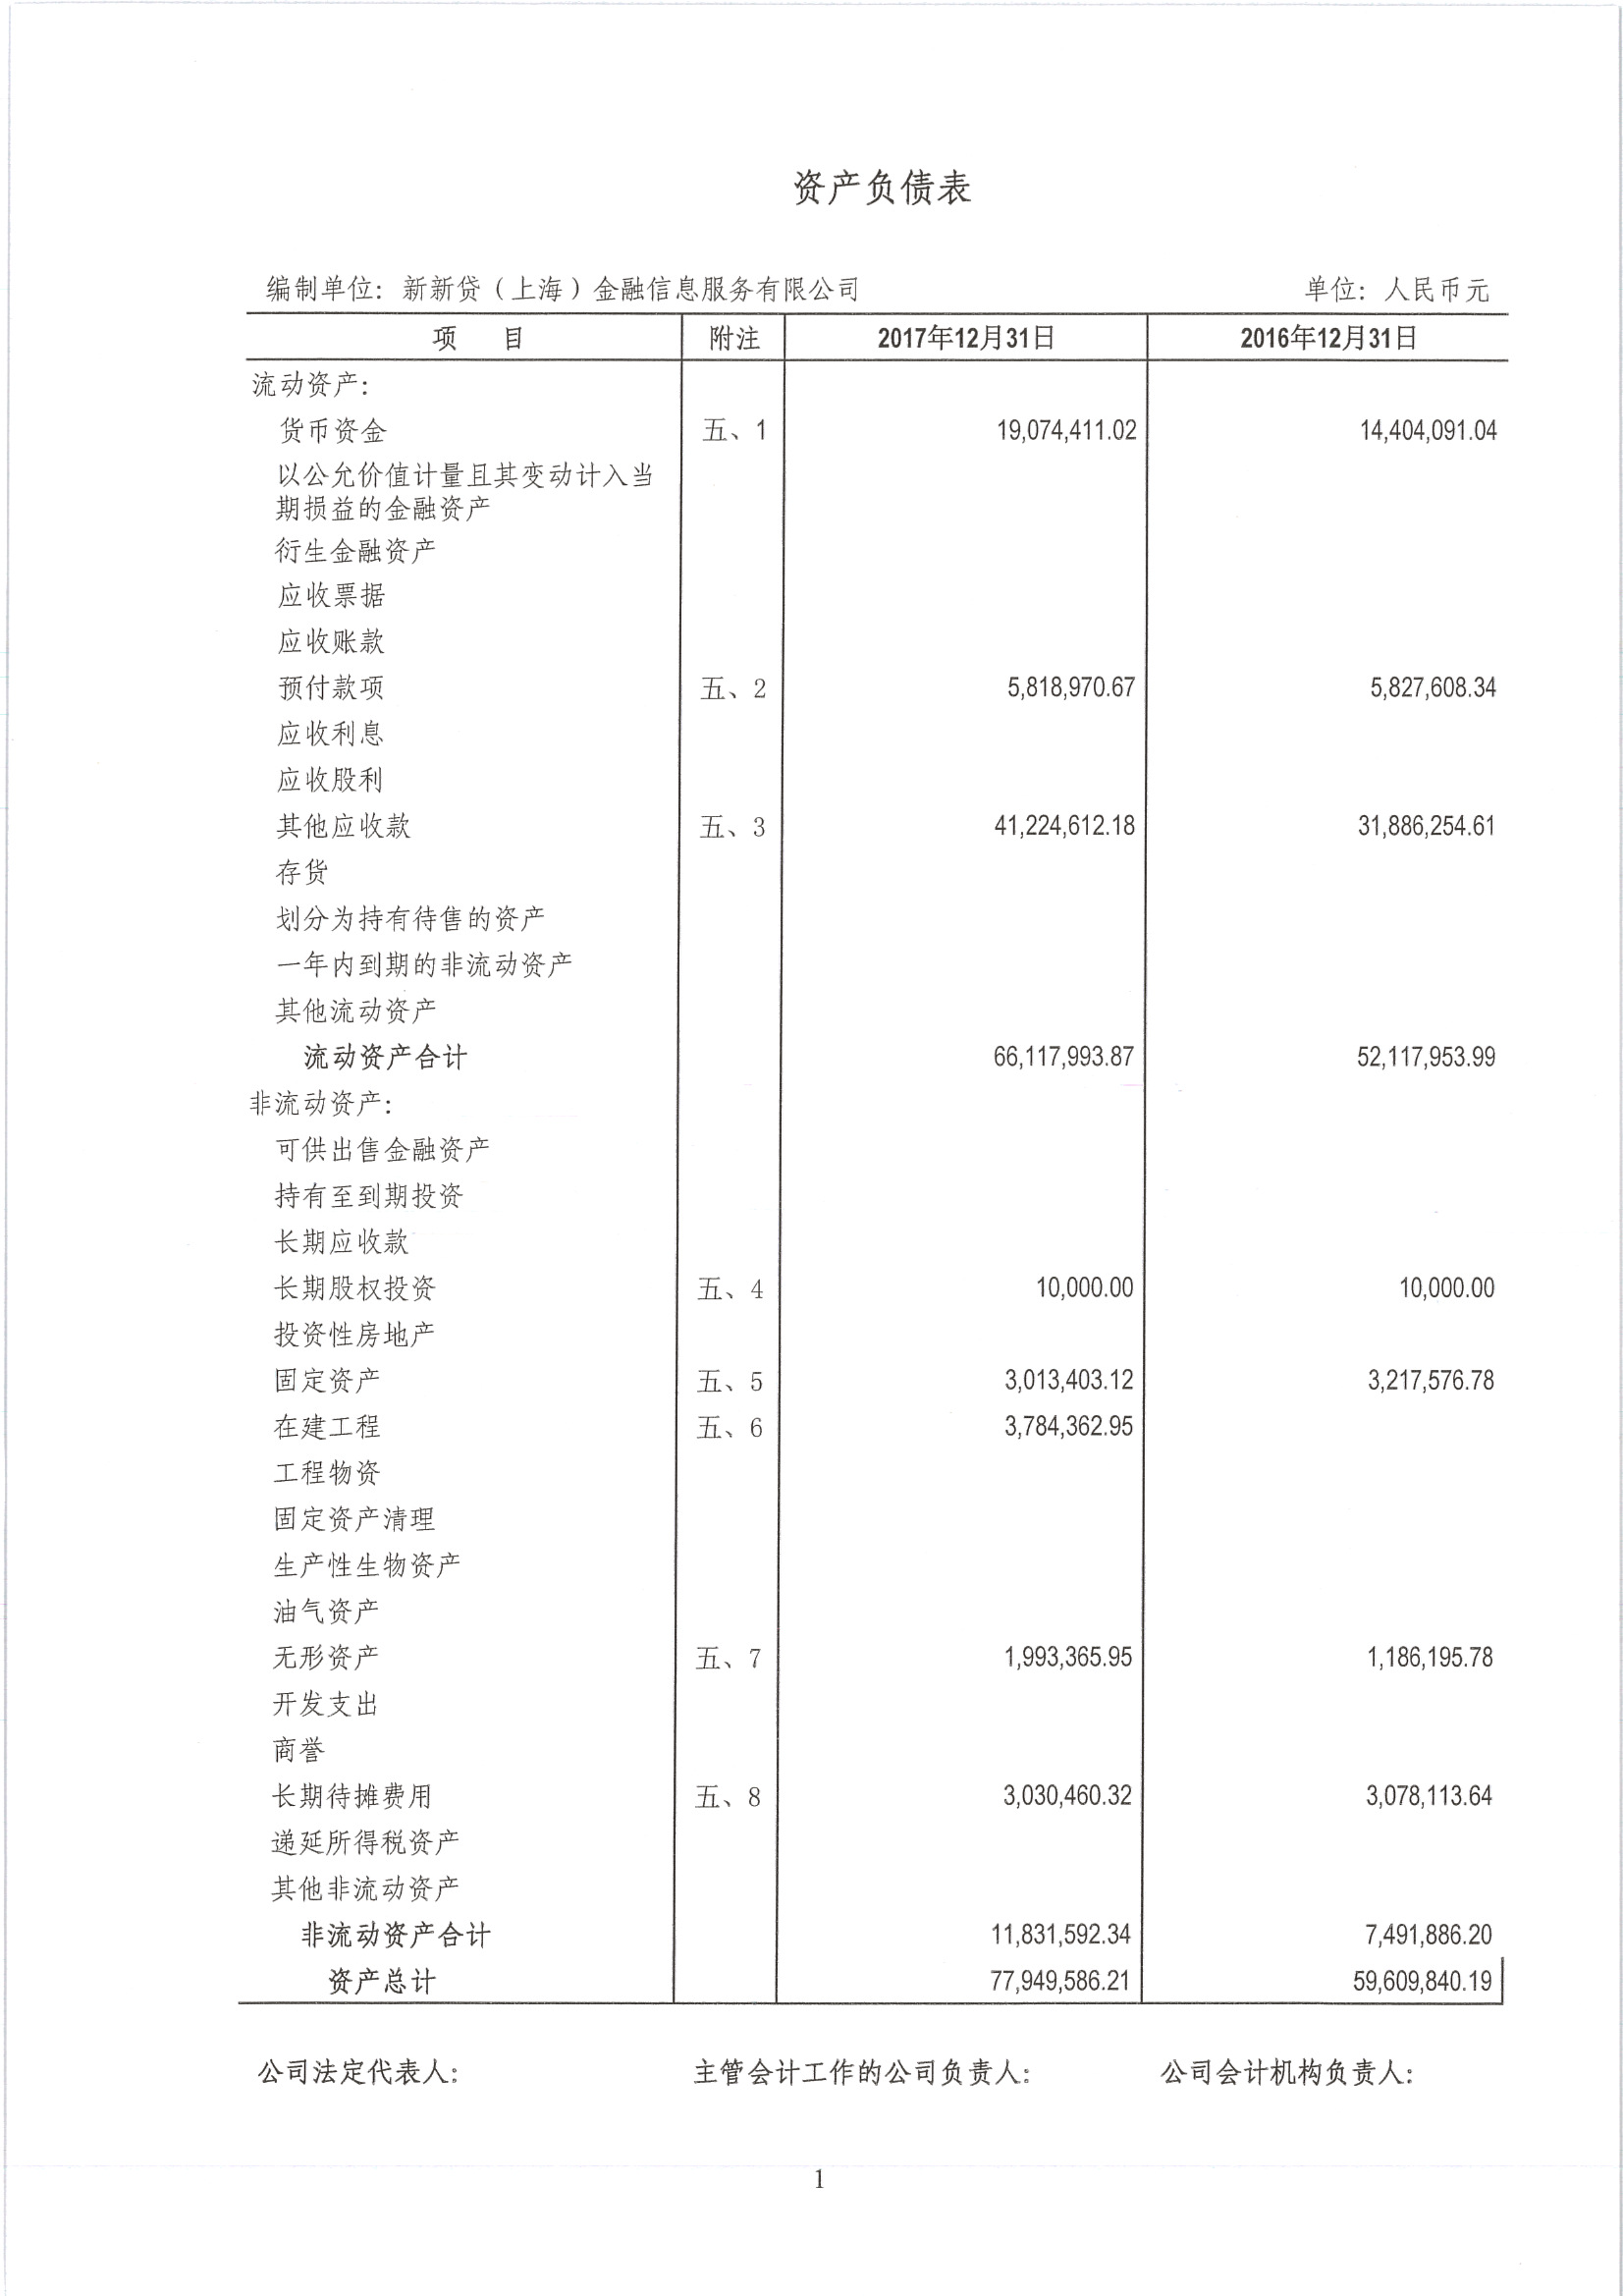 资产负债表
编制单位：新新贷（上海）金融信息服务有限公司 单位：人民币元
项 目 附注 2017年12月31日 2016年12月31日
流动资产：
货币资金 五、1 19,074,411.02 14,404,091.04
以公允价值计量且其变动计入当
期损益的金融资产
衍生金融资产
应收票据
应收账款
预付款项 五、2 5,818,970.67 5,827,608.34
应收利息
应收股利
其他应收款 五、3 41,224,612.18 31,886,254.61
存货
划分为持有待售的资产
一年内到期的非流动资产
其他流动资产
流动资产合计 66,117,993.87 52,117,953.99
非流动资产：
可供出售金融资产
持有至到期投资
长期应收款
长期股权投资 五、4 10,000.00 10,000.00
投资性房地产
固定资产 五、5 3,013,403.12 3,217,576.78
在建工程 五、6 3,784,362.95
工程物资
固定资产清理
生产性生物资产
油气资产
无形资产 五、7 1,993,365.95 1,186,195.78
开发支出
商誉
长期待摊费用 五、8 3,030,460.32 3,078,113.64
递延所得税资产
其他非流动资产
非流动资产合计 11,831,592.34 7,491,886.20
资产总计 77,949,586.21 59,609,840.19
公司法定代表人： 主管会计工作的公司负责人： 公司会计机构负责人：
1